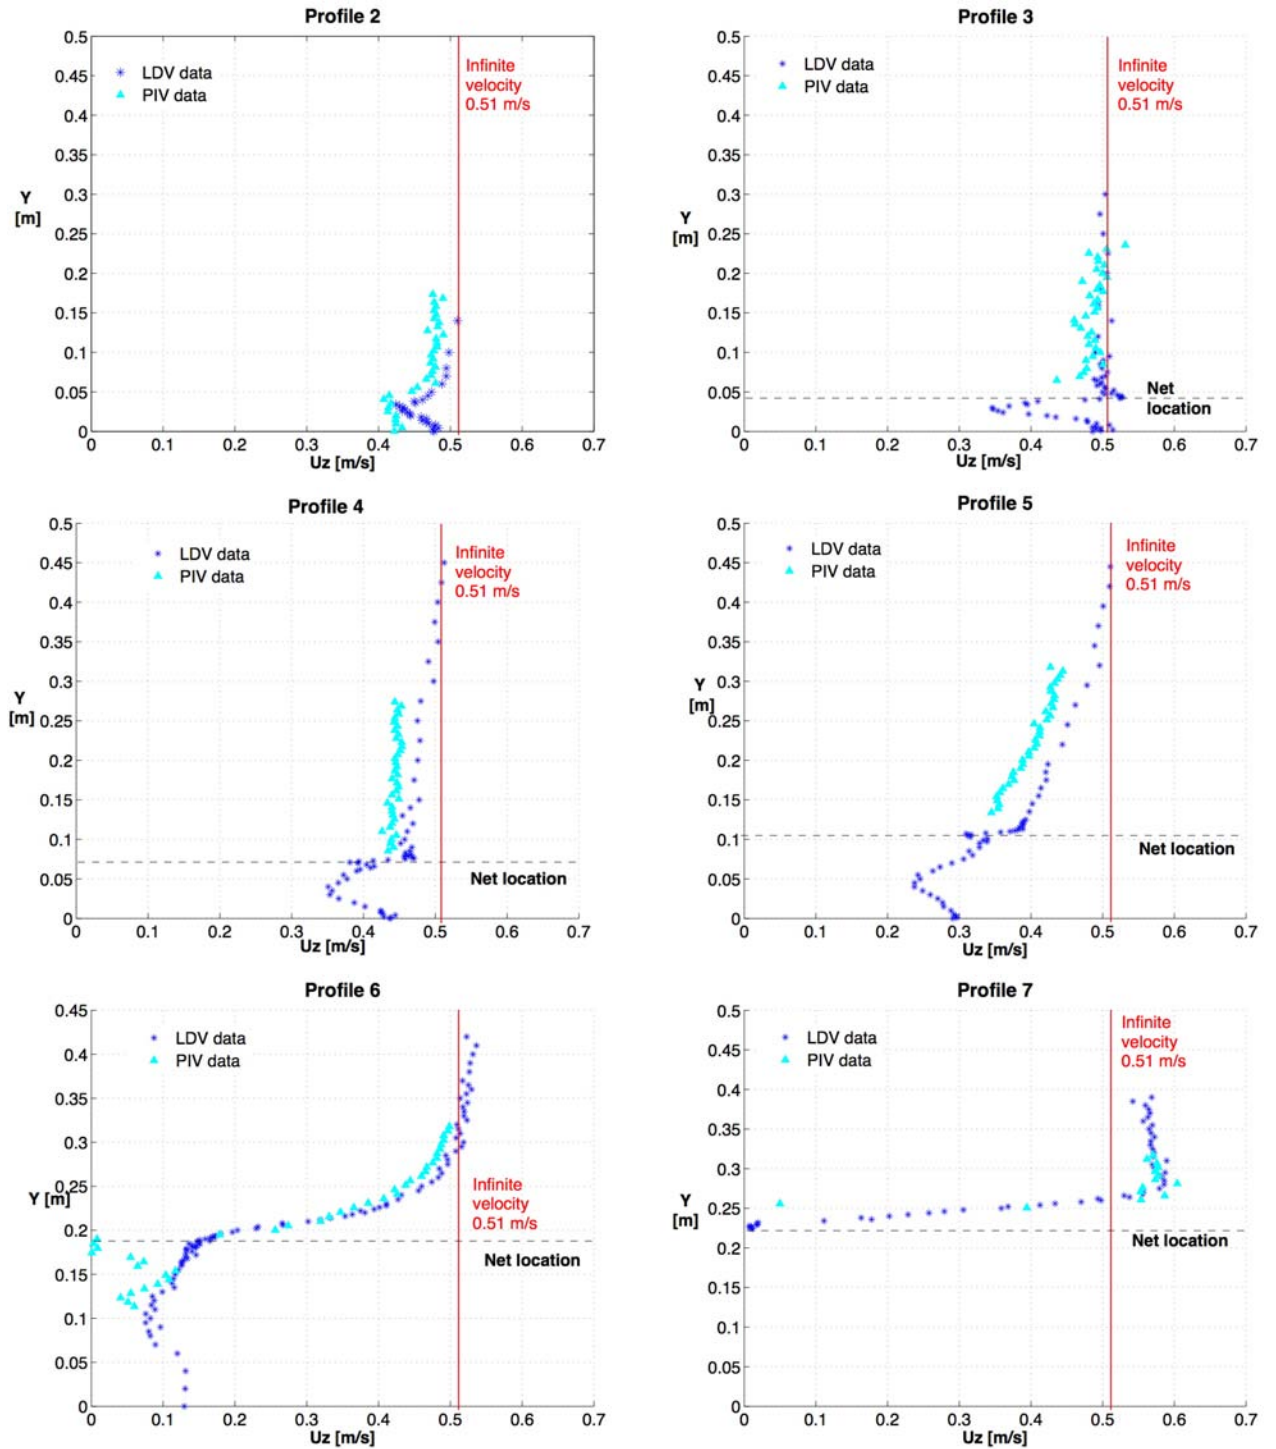 Profile 2
0.5
0.45
0.4
0.35
0.3
0.25
0.2
0.15
0.1
0.05
0
Y
[m]
LDV data
PIV data
Infinite
velocity
0.51 m/s
0 0.1 0.2 0.3 0.4 0.5 0.6 0.7
Uz [m/s]
Profile 3
0.5
0.45
0.4
0.35
0.3
0.25
0.2
0.15
0.1
0.05
0
Y
[m]
LDV data
PIV data
Infinite
velocity
0.51 m/s
Net
location
0 0.1 0.2 0.3 0.4 0.5 0.6 0.7
Uz [m/s]
Profile 4
0.5
0.45
0.4
0.35
0.3
0.25
0.2
0.15
0.1
0.05
0
Y
[m]
LDV data
PIV data
Infinite
velocity
0.51 m/s
Net location
0 0.1 0.2 0.3 0.4 0.5 0.6 0.7
Uz [m/s]
Profile 5
0.5
0.45
0.4
0.35
0.3
0.25
0.2
0.15
0.1
0.05
0
Y
[m]
LDV data
PIV data
Infinite
velocity
0.51 m/s
Net location
0 0.1 0.2 0.3 0.4 0.5 0.6 0.7
Uz [m/s]
Profile 6
0.45
0.4
0.35
0.3
0.25
0.2
0.15
0.1
0.05
0
Y [m]
LDV data
PIV data
Infinite
velocity
0.51 m/s
Net location
0 0.1 0.2 0.3 0.4 0.5 0.6 0.7
Uz [m/s]
Profile 7
0.5
0.45
0.4
0.35
0.3
0.25
0.2
0.15
0.1
0.05
0
Y
[m]
LDV data
PIV data
Infinite
velocity
0.51 m/s
Net location
0 0.1 0.2 0.3 0.4 0.5 0.6 0.7
Uz [m/s]